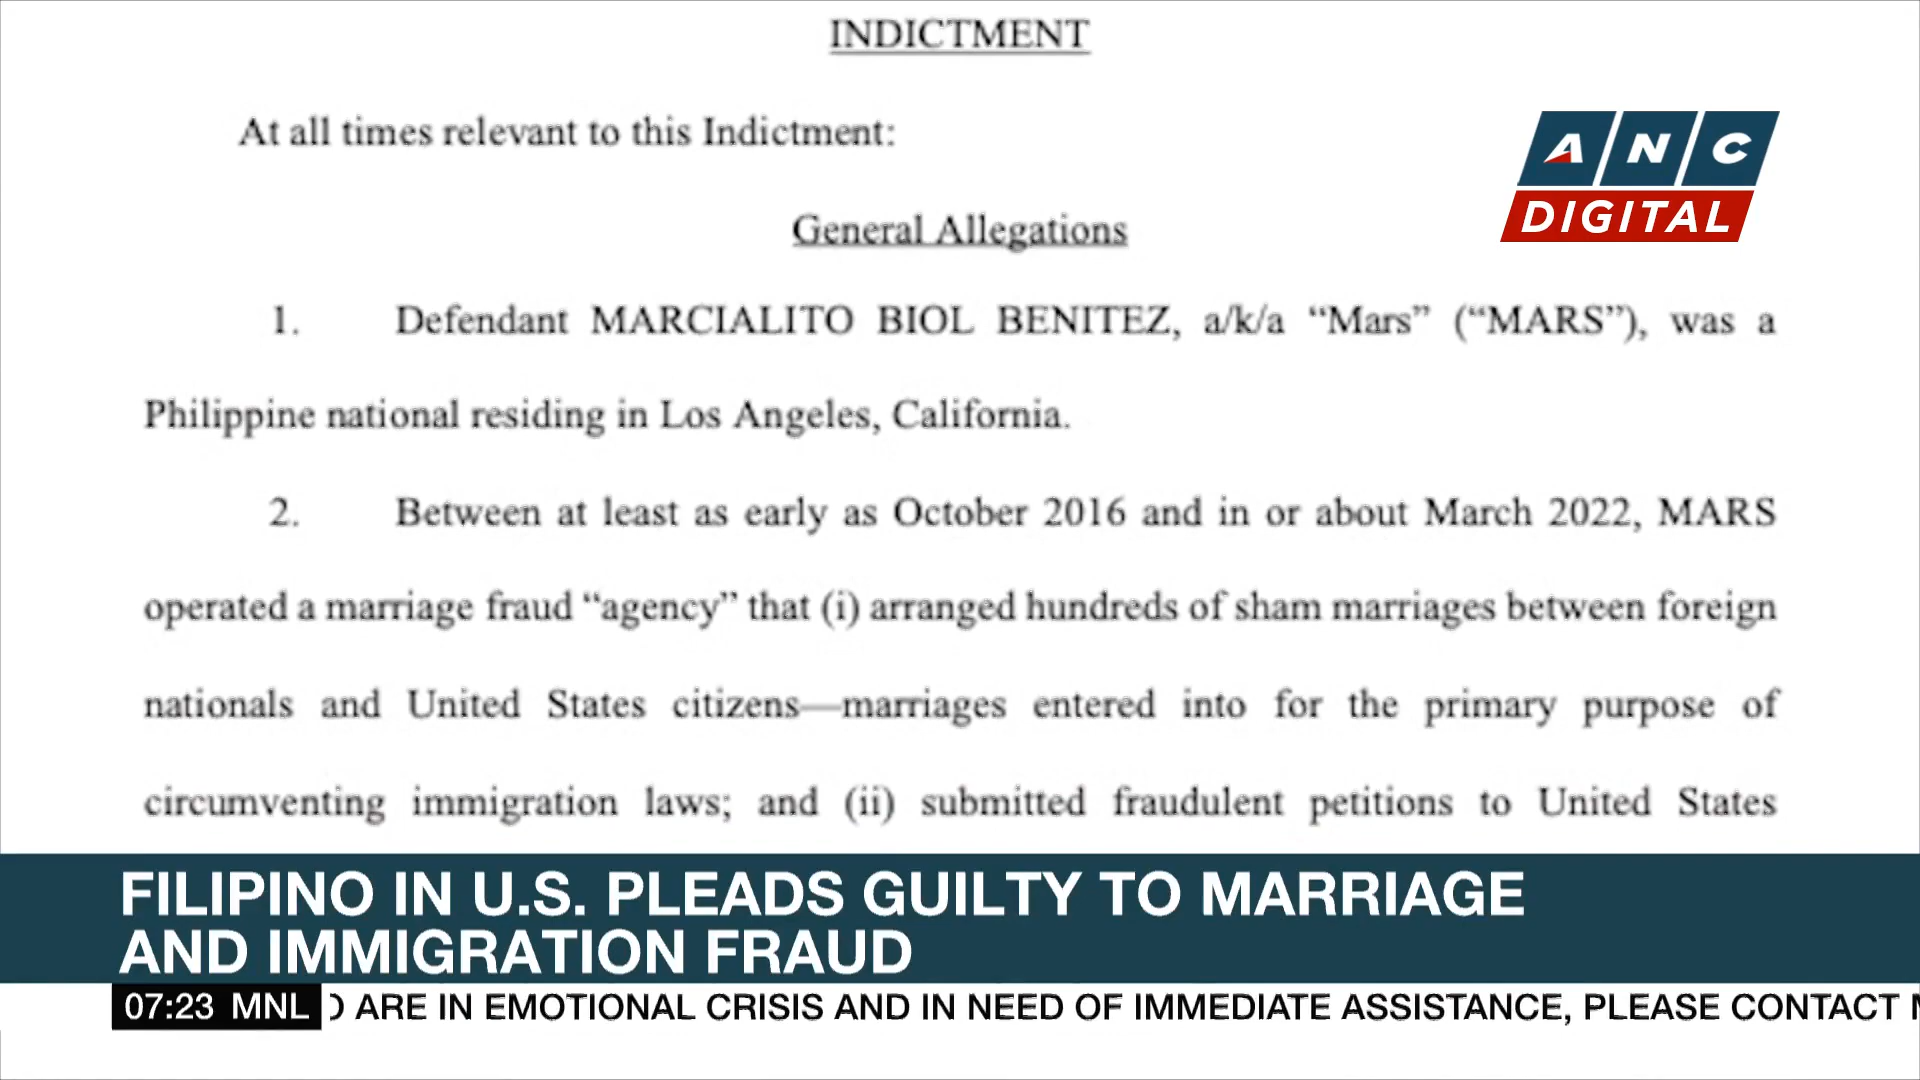 INDICTMENT
At all times relevant to this Indictment:
ANC
DIGITAL
General Allegations
1. Defendant MARCIALITO BIOL BENITEZ, a/k/a “Mars” (“MARS”), was a
Philippine national residing in Los Angeles, California.
2. Between at least as early as October 2016 and in or about March 2022, MARS
operated a marriage fraud “agency” that (i) arranged hundreds of sham marriages between foreign
nationals and United States citizens—marriages entered into for the primary purpose of
circumventing immigration laws; and (ii) submitted fraudulent petitions to United States
FILIPINO IN U.S. PLEADS GUILTY TO MARRIAGE
AND IMMIGRATION FRAUD
07:23 MNL ARE IN EMOTIONAL CRISIS AND IN NEED OF IMMEDIATE ASSISTANCE, PLEASE CONTACT